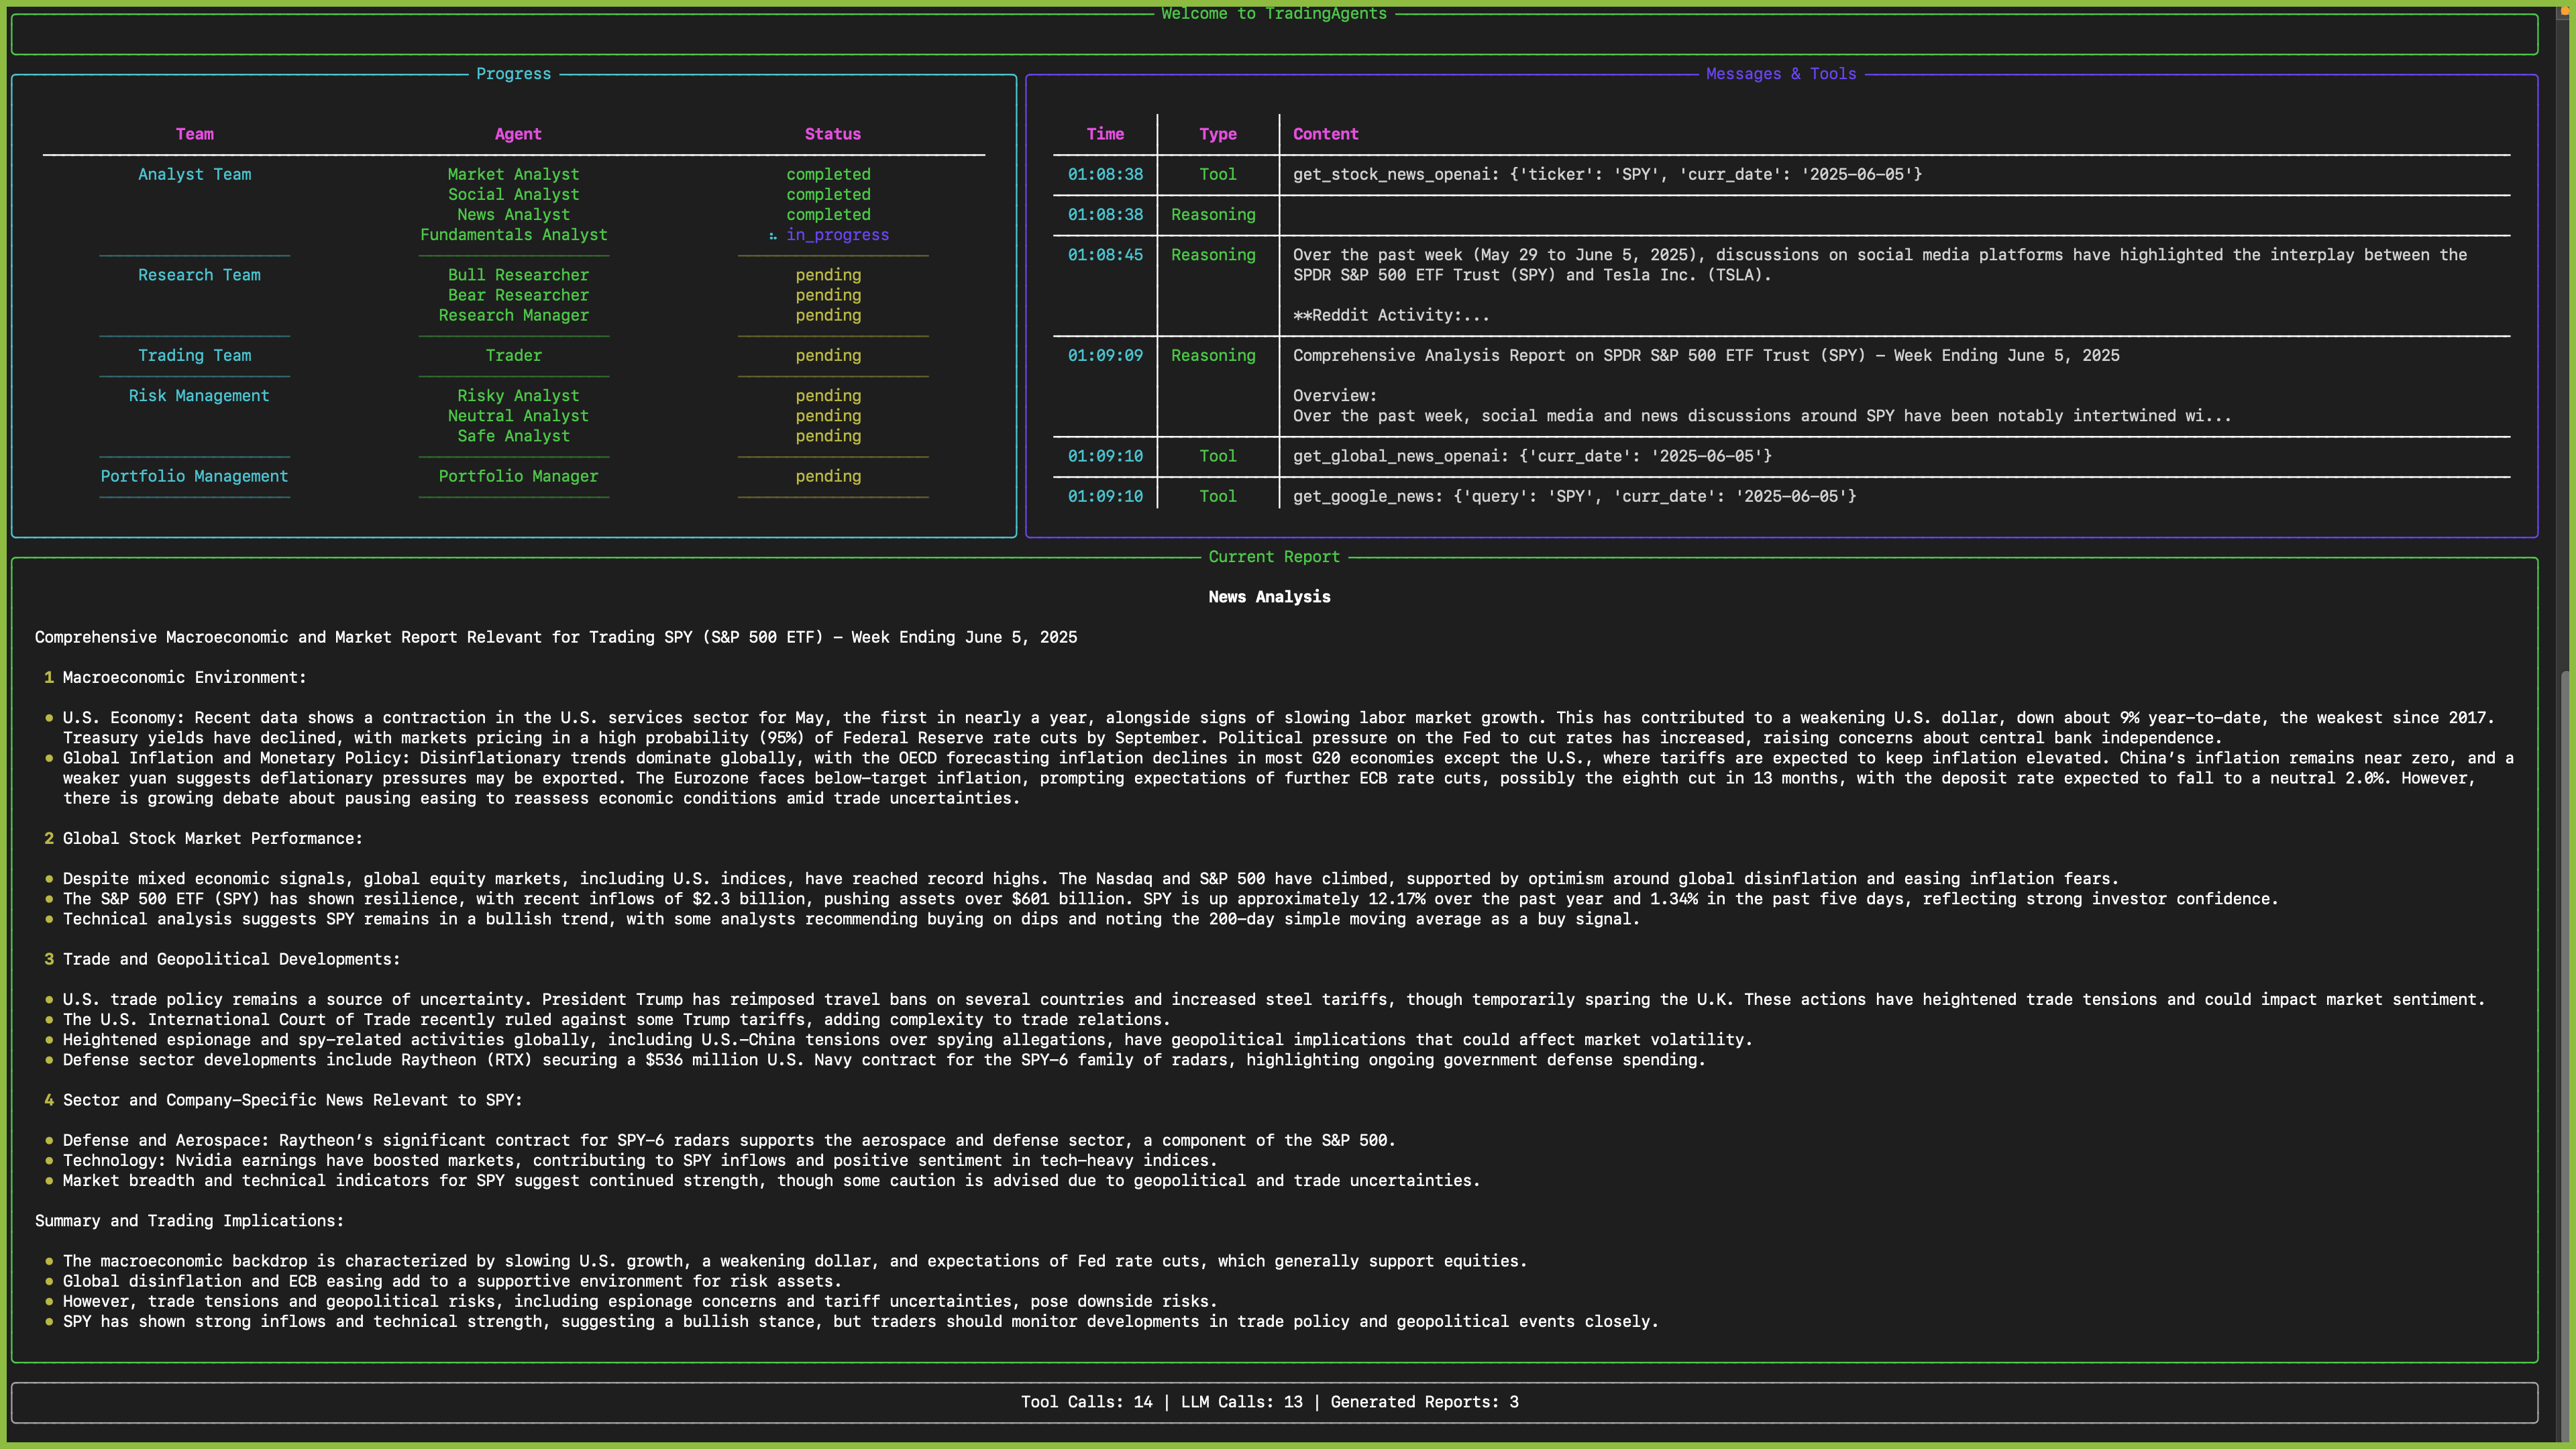 Welcome to TradingAgents
Progress
Team Agent Status
Analyst Team Market Analyst completed
Social Analyst completed
News Analyst completed
Fundamentals Analyst in_progress
Research Team Bull Researcher pending
Bear Researcher pending
Research Manager pending
Trading Team Trader pending
Risk Management Risky Analyst pending
Neutral Analyst pending
Safe Analyst pending
Portfolio Management Portfolio Manager pending
Messages & Tools
Time Type Content
01:08:38 Tool get_stock_news_openai: {'ticker': 'SPY', 'curr_date': '2025-06-05'}
01:08:38 Reasoning
01:08:45 Reasoning Over the past week (May 29 to June 5, 2025), discussions on social media platforms have highlighted the interplay between the
SPDR S&P 500 ETF Trust (SPY) and Tesla Inc. (TSLA).
**Reddit Activity:...
01:09:09 Reasoning Comprehensive Analysis Report on SPDR S&P 500 ETF Trust (SPY) – Week Ending June 5, 2025
Overview:
Over the past week, social media and news discussions around SPY have been notably intertwined wi...
01:09:10 Tool get_global_news_openai: {'curr_date': '2025-06-05'}
01:09:10 Tool get_google_news: {'query': 'SPY', 'curr_date': '2025-06-05'}
Current Report
News Analysis
Comprehensive Macroeconomic and Market Report Relevant for Trading SPY (S&P 500 ETF) – Week Ending June 5, 2025
1 Macroeconomic Environment:
• U.S. Economy: Recent data shows a contraction in the U.S. services sector for May, the first in nearly a year, alongside signs of slowing labor market growth. This has contributed to a weakening U.S. dollar, down about 9% year-to-date, the weakest since 2017.
Treasury yields have declined, with markets pricing in a high probability (95%) of Federal Reserve rate cuts by September. Political pressure on the Fed to cut rates has increased, raising concerns about central bank independence.
• Global Inflation and Monetary Policy: Disinflationary trends dominate globally, with the OECD forecasting inflation declines in most G20 economies except the U.S., where tariffs are expected to keep inflation elevated. China's inflation remains near zero, and a
weaker yuan suggests deflationary pressures may be exported. The Eurozone faces below-target inflation, prompting expectations of further ECB rate cuts, possibly the eighth cut in 13 months, with the deposit rate expected to fall to a neutral 2.0%. However,
there is growing debate about pausing easing to reassess economic conditions amid trade uncertainties.
2 Global Stock Market Performance:
• Despite mixed economic signals, global equity markets, including U.S. indices, have reached record highs. The Nasdaq and S&P 500 have climbed, supported by optimism around global disinflation and easing inflation fears.
• The S&P 500 ETF (SPY) has shown resilience, with recent inflows of $2.3 billion, pushing assets over $601 billion. SPY is up approximately 12.17% over the past year and 1.34% in the past five days, reflecting strong investor confidence.
• Technical analysis suggests SPY remains in a bullish trend, with some analysts recommending buying on dips and noting the 200-day simple moving average as a buy signal.
3 Trade and Geopolitical Developments:
• U.S. trade policy remains a source of uncertainty. President Trump has reimposed travel bans on several countries and increased steel tariffs, though temporarily sparing the U.K. These actions have heightened trade tensions and could impact market sentiment.
• The U.S. International Court of Trade recently ruled against some Trump tariffs, adding complexity to trade relations.
• Heightened espionage and spy-related activities globally, including U.S.-China tensions over spying allegations, have geopolitical implications that could affect market volatility.
• Defense sector developments include Raytheon (RTX) securing a $536 million U.S. Navy contract for the SPY-6 family of radars, highlighting ongoing government defense spending.
4 Sector and Company-Specific News Relevant to SPY:
• Defense and Aerospace: Raytheon's significant contract for SPY-6 radars supports the aerospace and defense sector, a component of the S&P 500.
• Technology: Nvidia earnings have boosted markets, contributing to SPY inflows and positive sentiment in tech-heavy indices.
• Market breadth and technical indicators for SPY suggest continued strength, though some caution is advised due to geopolitical and trade uncertainties.
Summary and Trading Implications:
• The macroeconomic backdrop is characterized by slowing U.S. growth, a weakening dollar, and expectations of Fed rate cuts, which generally support equities.
• Global disinflation and ECB easing add to a supportive environment for risk assets.
• However, trade tensions and geopolitical risks, including espionage concerns and tariff uncertainties, pose downside risks.
• SPY has shown strong inflows and technical strength, suggesting a bullish stance, but traders should monitor developments in trade policy and geopolitical events closely.
Tool Calls: 14 | LLM Calls: 13 | Generated Reports: 3